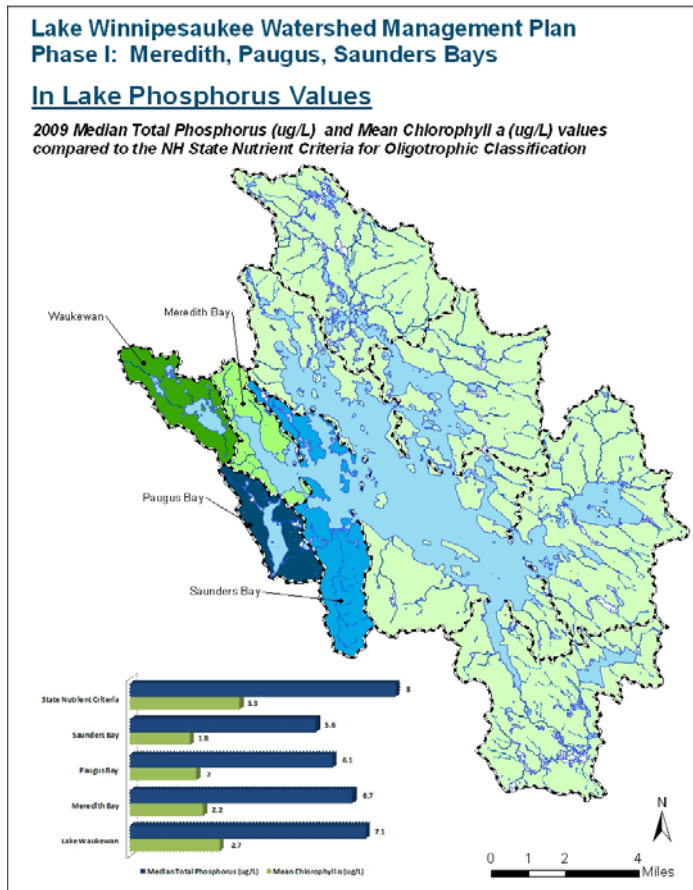 Lake Winnipesaukee Watershed Management Plan
Phase I: Meredith, Paugus, Saunders Bays
In Lake Phosphorus Values
2009 Median Total Phosphorus (ug/L) and Mean Chlorophyll a (ug/L) values
compared to the NH State Nutrient Criteria for Oligotrophic Classification
Waukewan
Meredith Bay
Paugus Bay
Saunders Bay
State Nutrient Criteria
8
3.3
Saunders Bay
5.6
1.8
Paugus Bay
6.1
2
Meredith Bay
6.7
2.2
Lake Waukewan
7.1
2.7
Median Total Phosphorus (ug/L) Mean Chlorophyll α (ug/L)
N
0 1 2 4
Miles